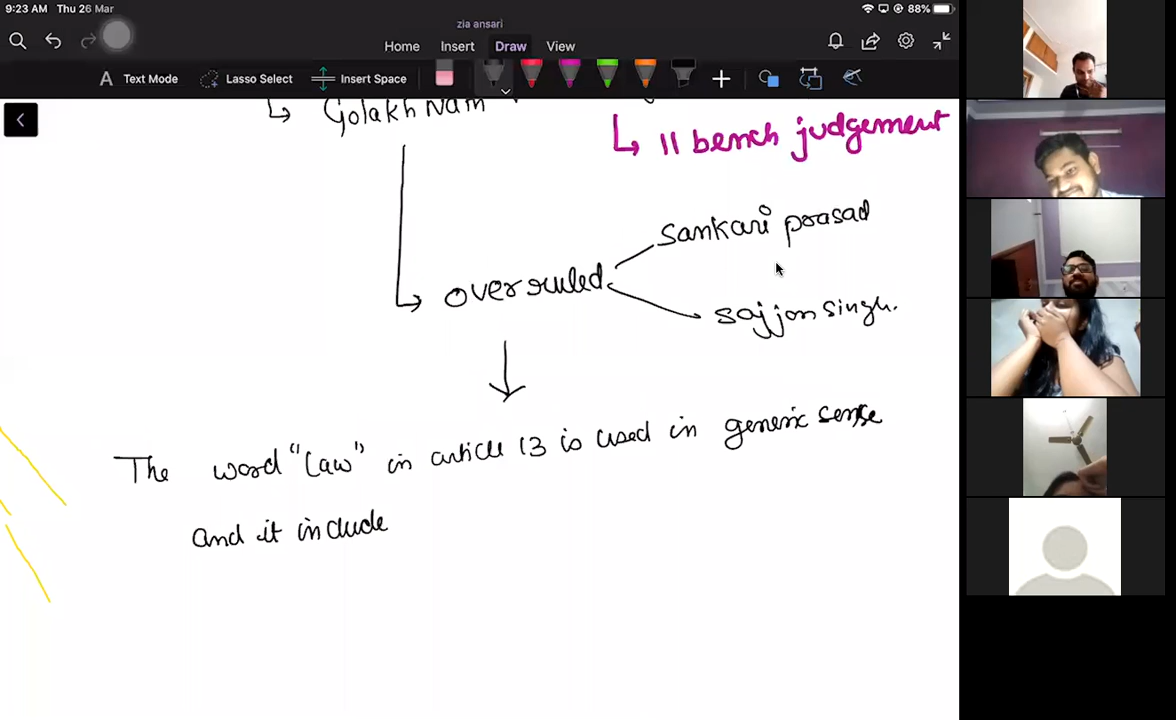 9:23 AM Thu 26 Mar
88%
zia ansari
Home Insert Draw View
A Text Mode Lasso Select Insert Space
↳ Golakh Nath
↳ 11 bench judgement
Sankari prasad
overruled
Sajjan Singh.
The word "Law" in article 13 is used in generic sense
and it include